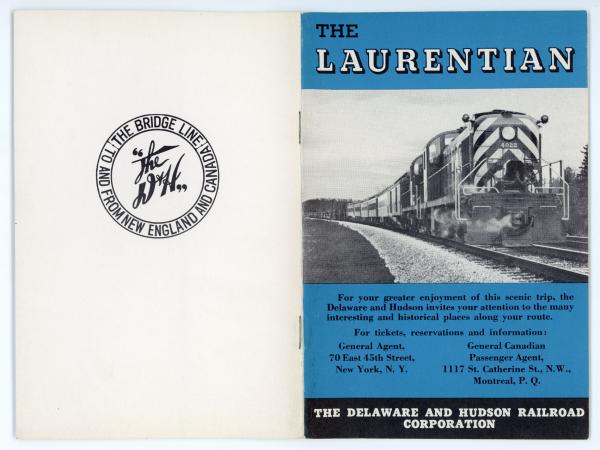 THE BRIDGE LINE
TO AND FROM NEW ENGLAND AND CANADA
"The
D&H"
THE
LAURENTIAN
4022
For your greater enjoyment of this scenic trip, the
Delaware and Hudson invites your attention to the many
interesting and historical places along your route.
For tickets, reservations and information:
General Agent,
70 East 45th Street,
New York, N. Y.
General Canadian
Passenger Agent,
1117 St. Catherine St., N.W.,
Montreal, P. Q.
THE DELAWARE AND HUDSON RAILROAD
CORPORATION